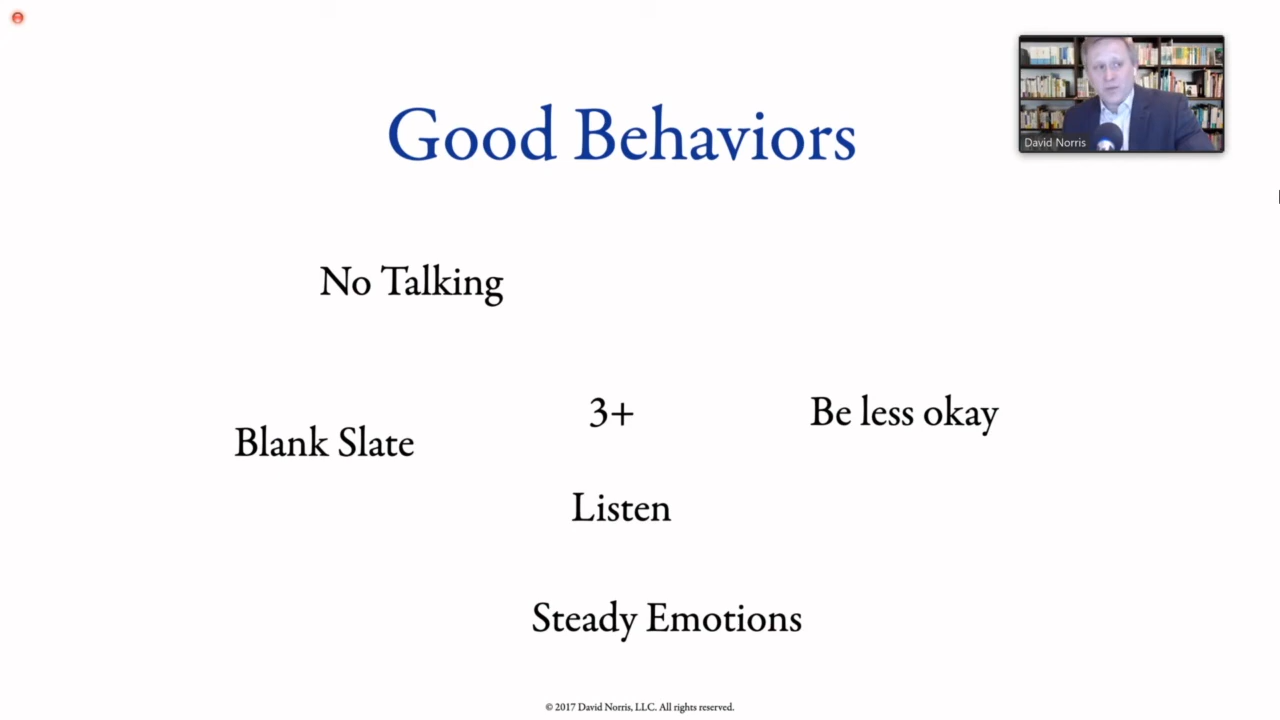 Good Behaviors
David Norris
No Talking
3+
Be less okay
Blank Slate
Listen
Steady Emotions
© 2017 David Norris, LLC. All rights reserved.